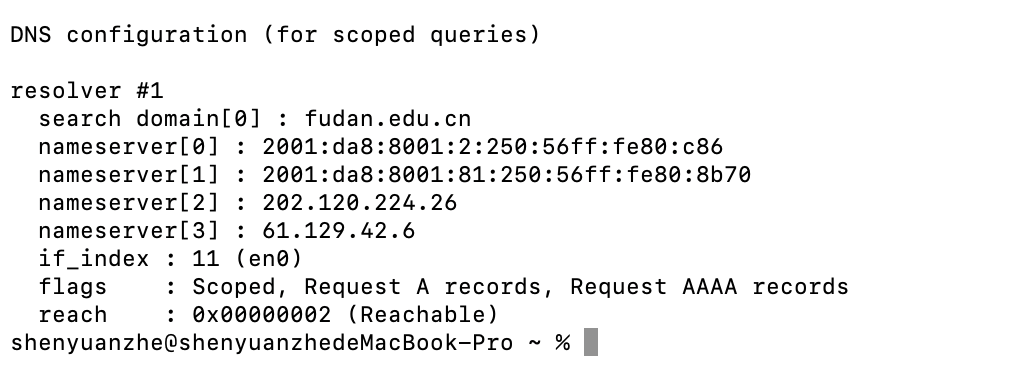 DNS configuration (for scoped queries)
resolver #1
  search domain[0] : fudan.edu.cn
  nameserver[0] : 2001:da8:8001:2:250:56ff:fe80:c86
  nameserver[1] : 2001:da8:8001:81:250:56ff:fe80:8b70
  nameserver[2] : 202.120.224.26
  nameserver[3] : 61.129.42.6
  if_index : 11 (en0)
  flags    : Scoped, Request A records, Request AAAA records
  reach    : 0x00000002 (Reachable)
shenyuanzhe@shenyuanzhedeMacBook-Pro ~ %